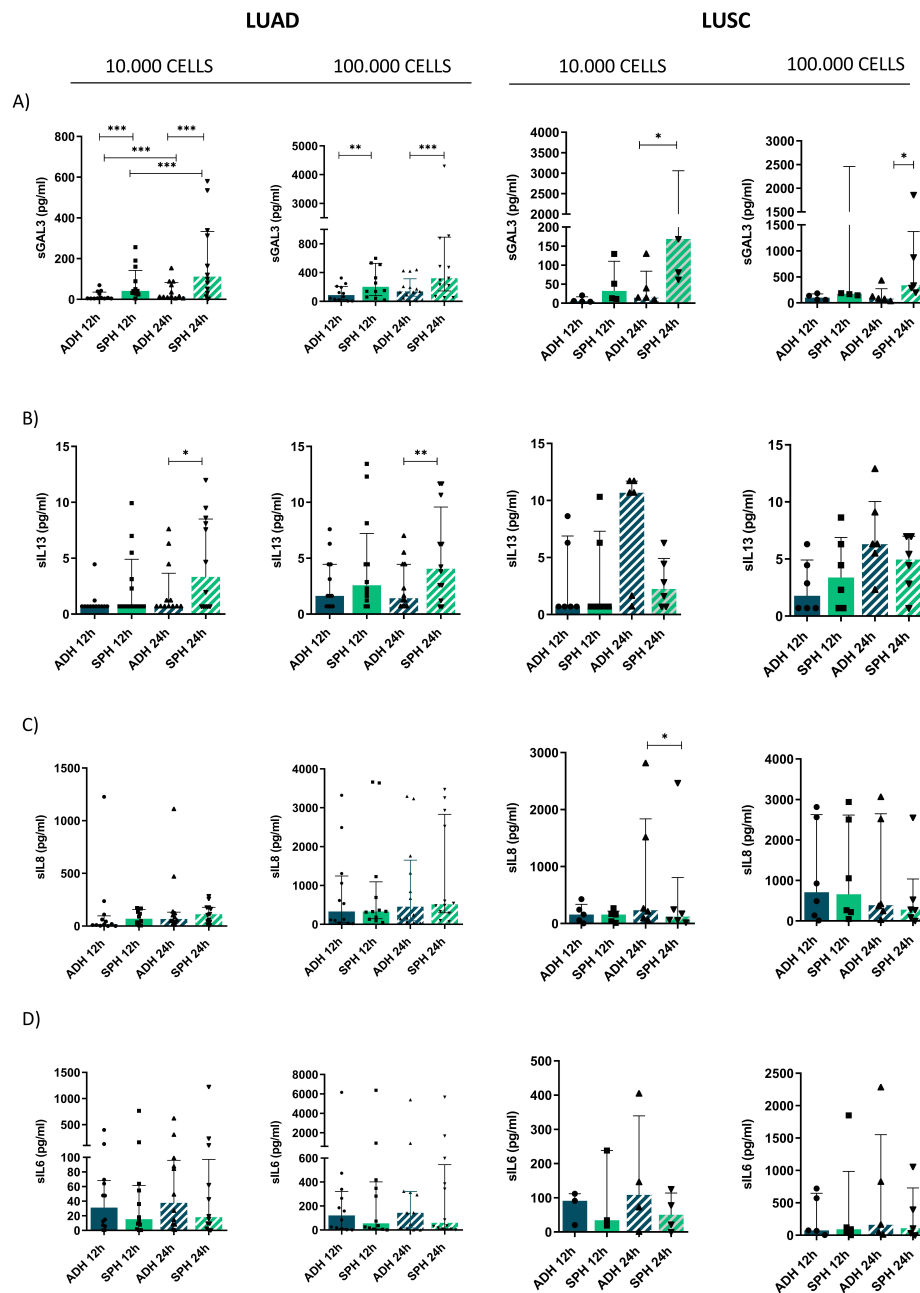 LUAD
LUSC
10.000 CELLS
100.000 CELLS
10.000 CELLS
100.000 CELLS
A)
sGAL3 (pg/ml)
800
600
400
200
0
***
***
***
***
ADH 12h
SPH 12h
ADH 24h
SPH 24h
sGAL3 (pg/ml)
5000
4000
3000
2000
600
400
200
0
**
***
ADH 12h
SPH 12h
ADH 24h
SPH 24h
sGAL3 (pg/ml)
4000
3500
3000
2500
2000
200
150
100
50
0
*
ADH 12h
SPH 12h
ADH 24h
SPH 24h
sGAL3 (pg/ml)
3000
2500
2000
1500
1000
500
0
*
ADH 12h
SPH 12h
ADH 24h
SPH 24h
B)
sIL13 (pg/ml)
15
10
5
0
*
ADH 12h
SPH 12h
ADH 24h
SPH 24h
sIL13 (pg/ml)
15
10
5
0
**
ADH 12h
SPH 12h
ADH 24h
SPH 24h
sIL13 (pg/ml)
15
10
5
0
ADH 12h
SPH 12h
ADH 24h
SPH 24h
sIL13 (pg/ml)
15
10
5
0
ADH 12h
SPH 12h
ADH 24h
SPH 24h
C)
sIL8 (pg/ml)
1500
1000
500
0
ADH 12h
SPH 12h
ADH 24h
SPH 24h
sIL8 (pg/ml)
4000
3000
2000
1000
0
ADH 12h
SPH 12h
ADH 24h
SPH 24h
sIL8 (pg/ml)
3000
2000
1000
0
*
ADH 12h
SPH 12h
ADH 24h
SPH 24h
sIL8 (pg/ml)
4000
3000
2000
1000
0
ADH 12h
SPH 12h
ADH 24h
SPH 24h
D)
sIL6 (pg/ml)
1500
1000
500
100
80
60
40
20
0
ADH 12h
SPH 12h
ADH 24h
SPH 24h
sIL6 (pg/ml)
8000
6000
4000
2000
600
400
200
0
ADH 12h
SPH 12h
ADH 24h
SPH 24h
sIL6 (pg/ml)
500
400
300
200
100
0
ADH 12h
SPH 12h
ADH 24h
SPH 24h
sIL6 (pg/ml)
2500
2000
1500
1000
500
0
ADH 12h
SPH 12h
ADH 24h
SPH 24h